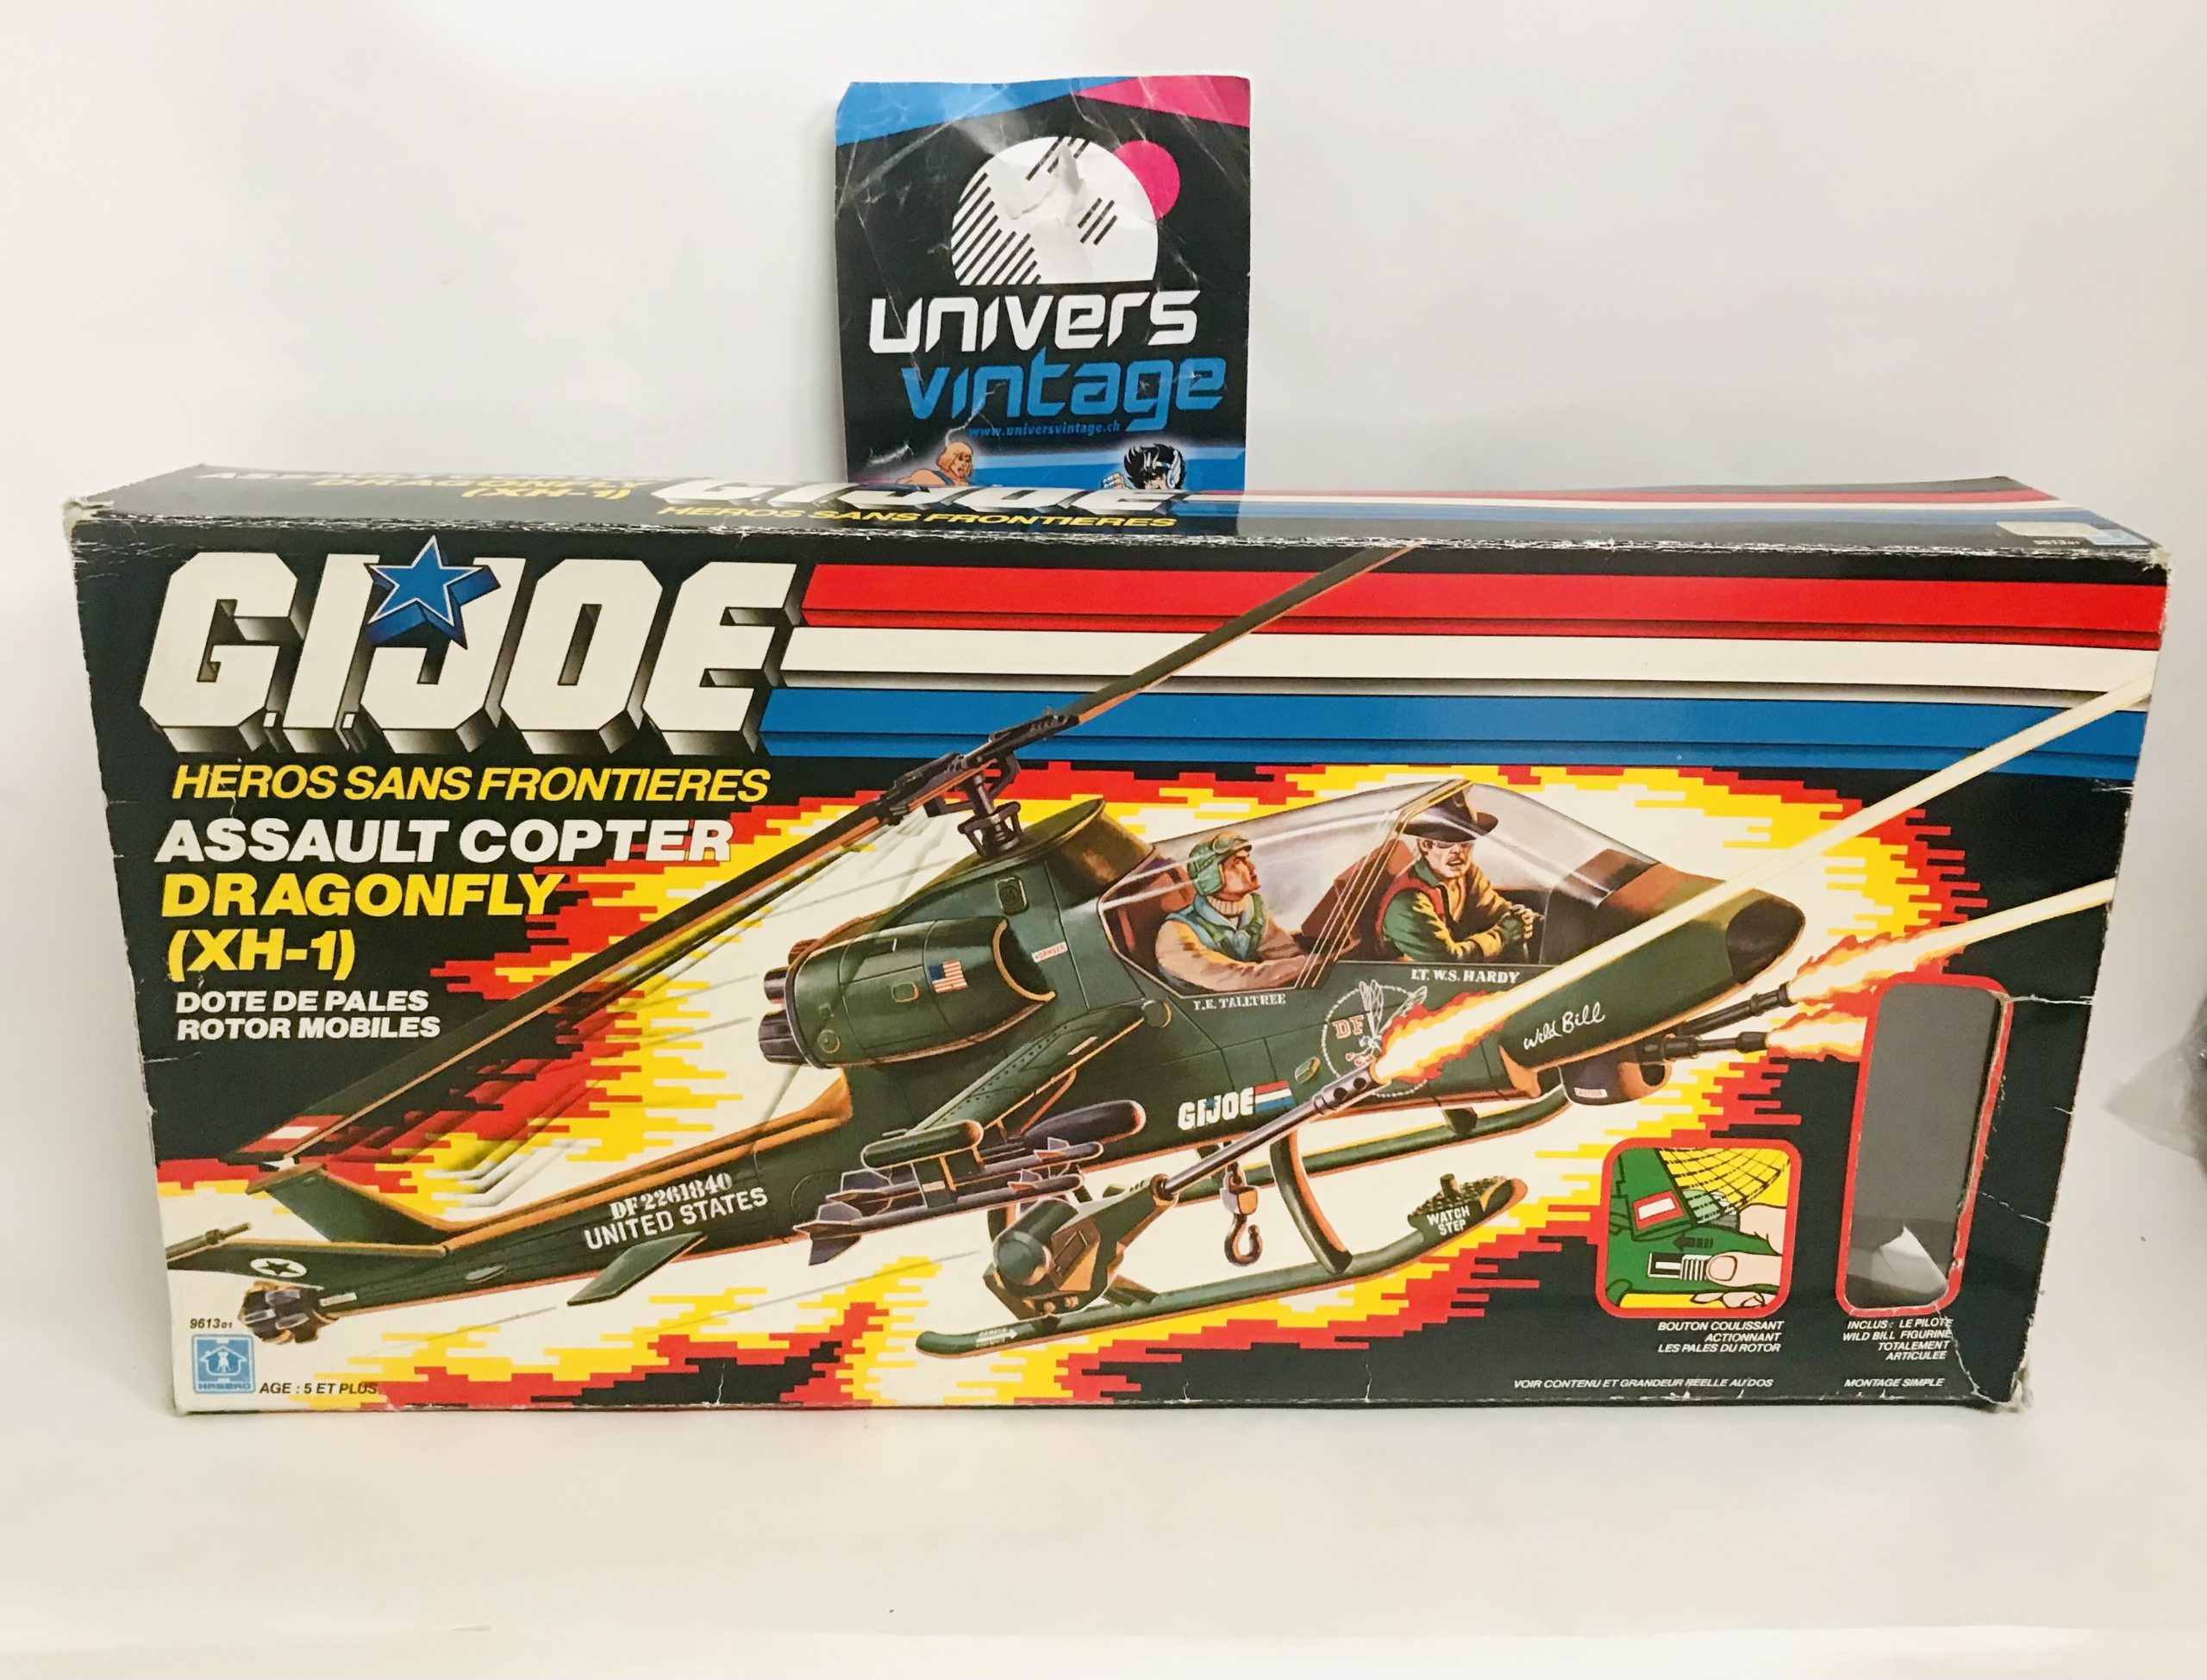 univers
vintage
www.universvintage.ch
DRAGONFLY
(XH-1)
G.I.JOE
HEROS SANS FRONTIERES
G.I.JOE
HEROS SANS FRONTIERES
ASSAULT COPTER
DRAGONFLY
(XH-1)
DOTE DE PALES
ROTOR MOBILES
T.E. TALLTREE
LT. W.S. HARDY
DF
Wild Bill
GIJOE
DF 2261840
UNITED STATES
WATCH
STEP
961301
HASBRO
AGE : 5 ET PLUS
BOUTON COULISSANT
ACTIONNANT
LES PALES DU ROTOR
INCLUS : LE PILOTE
WILD BILL FIGURINE
TOTALEMENT
ARTICULEE
VOIR CONTENU ET GRANDEUR REELLE AU DOS
MONTAGE SIMPLE